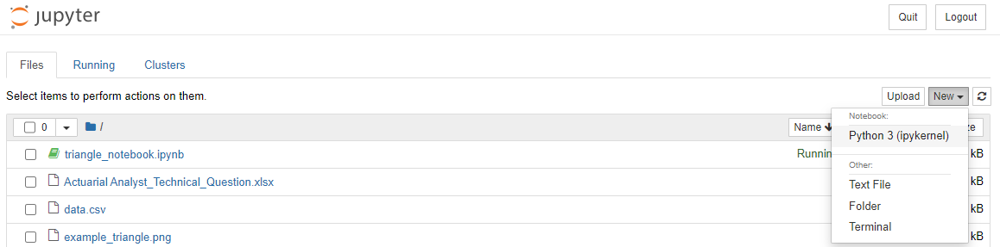 jupyter
Quit Logout
Files Running Clusters
Select items to perform actions on them.
Upload New
0 / Name
Notebook:
Python 3 (ipykernel)
triangle_notebook.ipynb
kB
Other:
Actuarial Analyst_Technical_Question.xlsx
Text File
kB
data.csv
Folder
kB
Terminal
example_triangle.png
kB